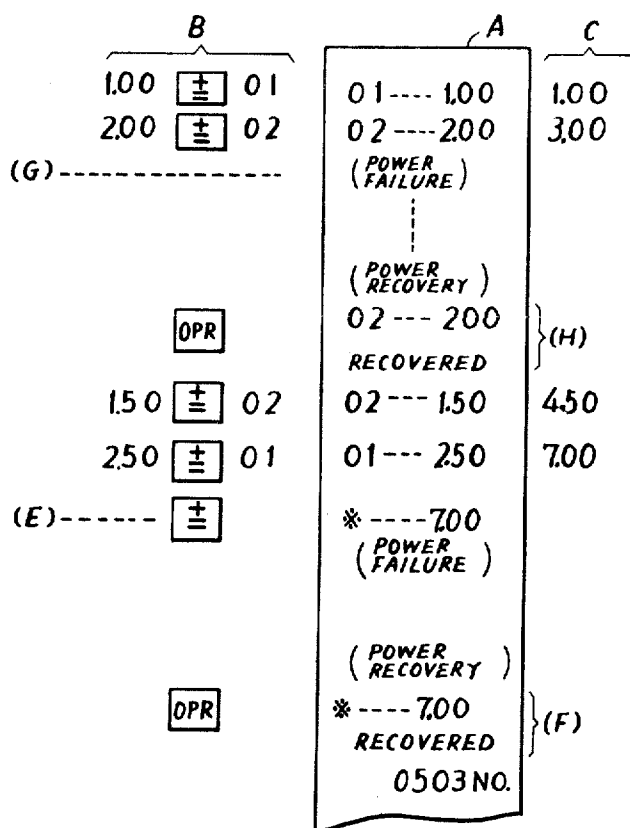 B A C
1.00 ± = 01 01 ---- 1.00 1.00
2.00 ± = 02 02 ---- 2.00 3.00
(G) ---------------- ( POWER
FAILURE )
( POWER
RECOVERY )
OPR 02 --- 200 (H)
RECOVERED
1.50 ± = 02 02 --- 1.50 4.50
2.50 ± = 01 01 --- 2.50 7.00
(E) ------ ± = ※ ---- 7.00
( POWER
FAILURE )
( POWER
RECOVERY )
OPR ※ ---- 7.00 (F)
RECOVERED
0503 NO.